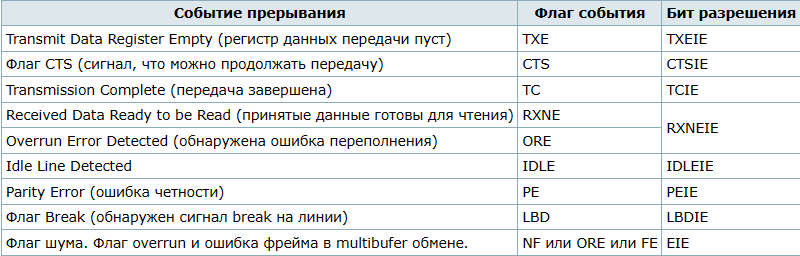 Событие прерывания Флаг события Бит разрешения
Transmit Data Register Empty (регистр данных передачи пуст) TXE TXEIE
Флаг CTS (сигнал, что можно продолжать передачу) CTS CTSIE
Transmission Complete (передача завершена) TC TCIE
Received Data Ready to be Read (принятые данные готовы для чтения) RXNE RXNEIE
Overrun Error Detected (обнаружена ошибка переполнения) ORE
Idle Line Detected IDLE IDLEIE
Parity Error (ошибка четности) PE PEIE
Флаг Break (обнаружен сигнал break на линии) LBD LBDIE
Флаг шума. Флаг overrun и ошибка фрейма в multibufer обмене. NF или ORE или FE EIE